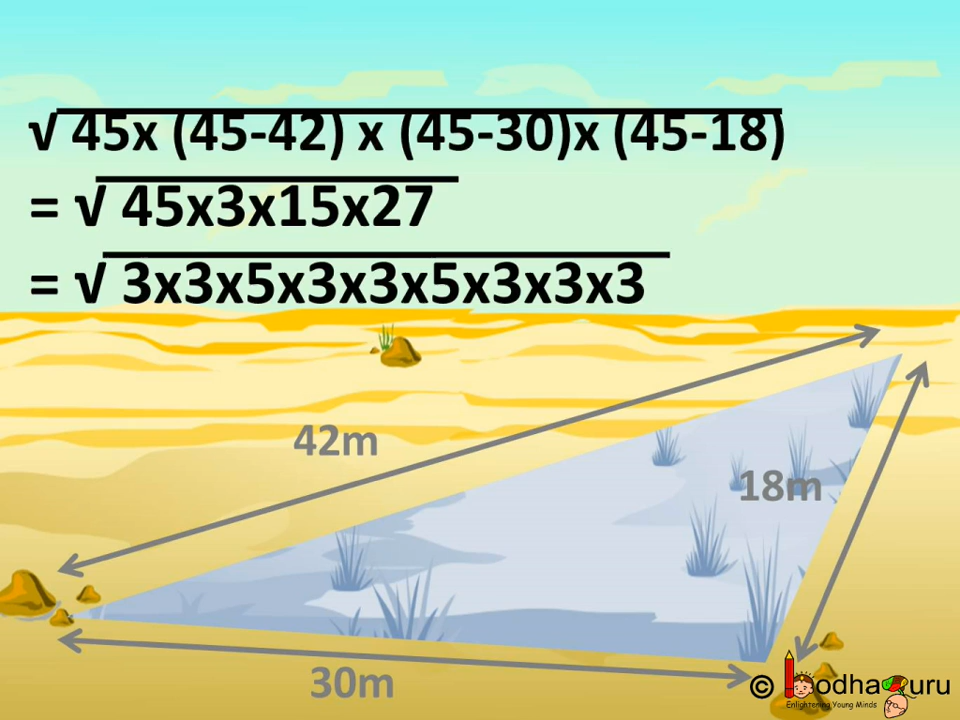 √ 45x (45-42) x (45-30)x (45-18)
= √ 45x3x15x27
= √ 3x3x5x3x3x5x3x3x3
42m
18m
30m
© bodhaguru
Enlightening Young Minds